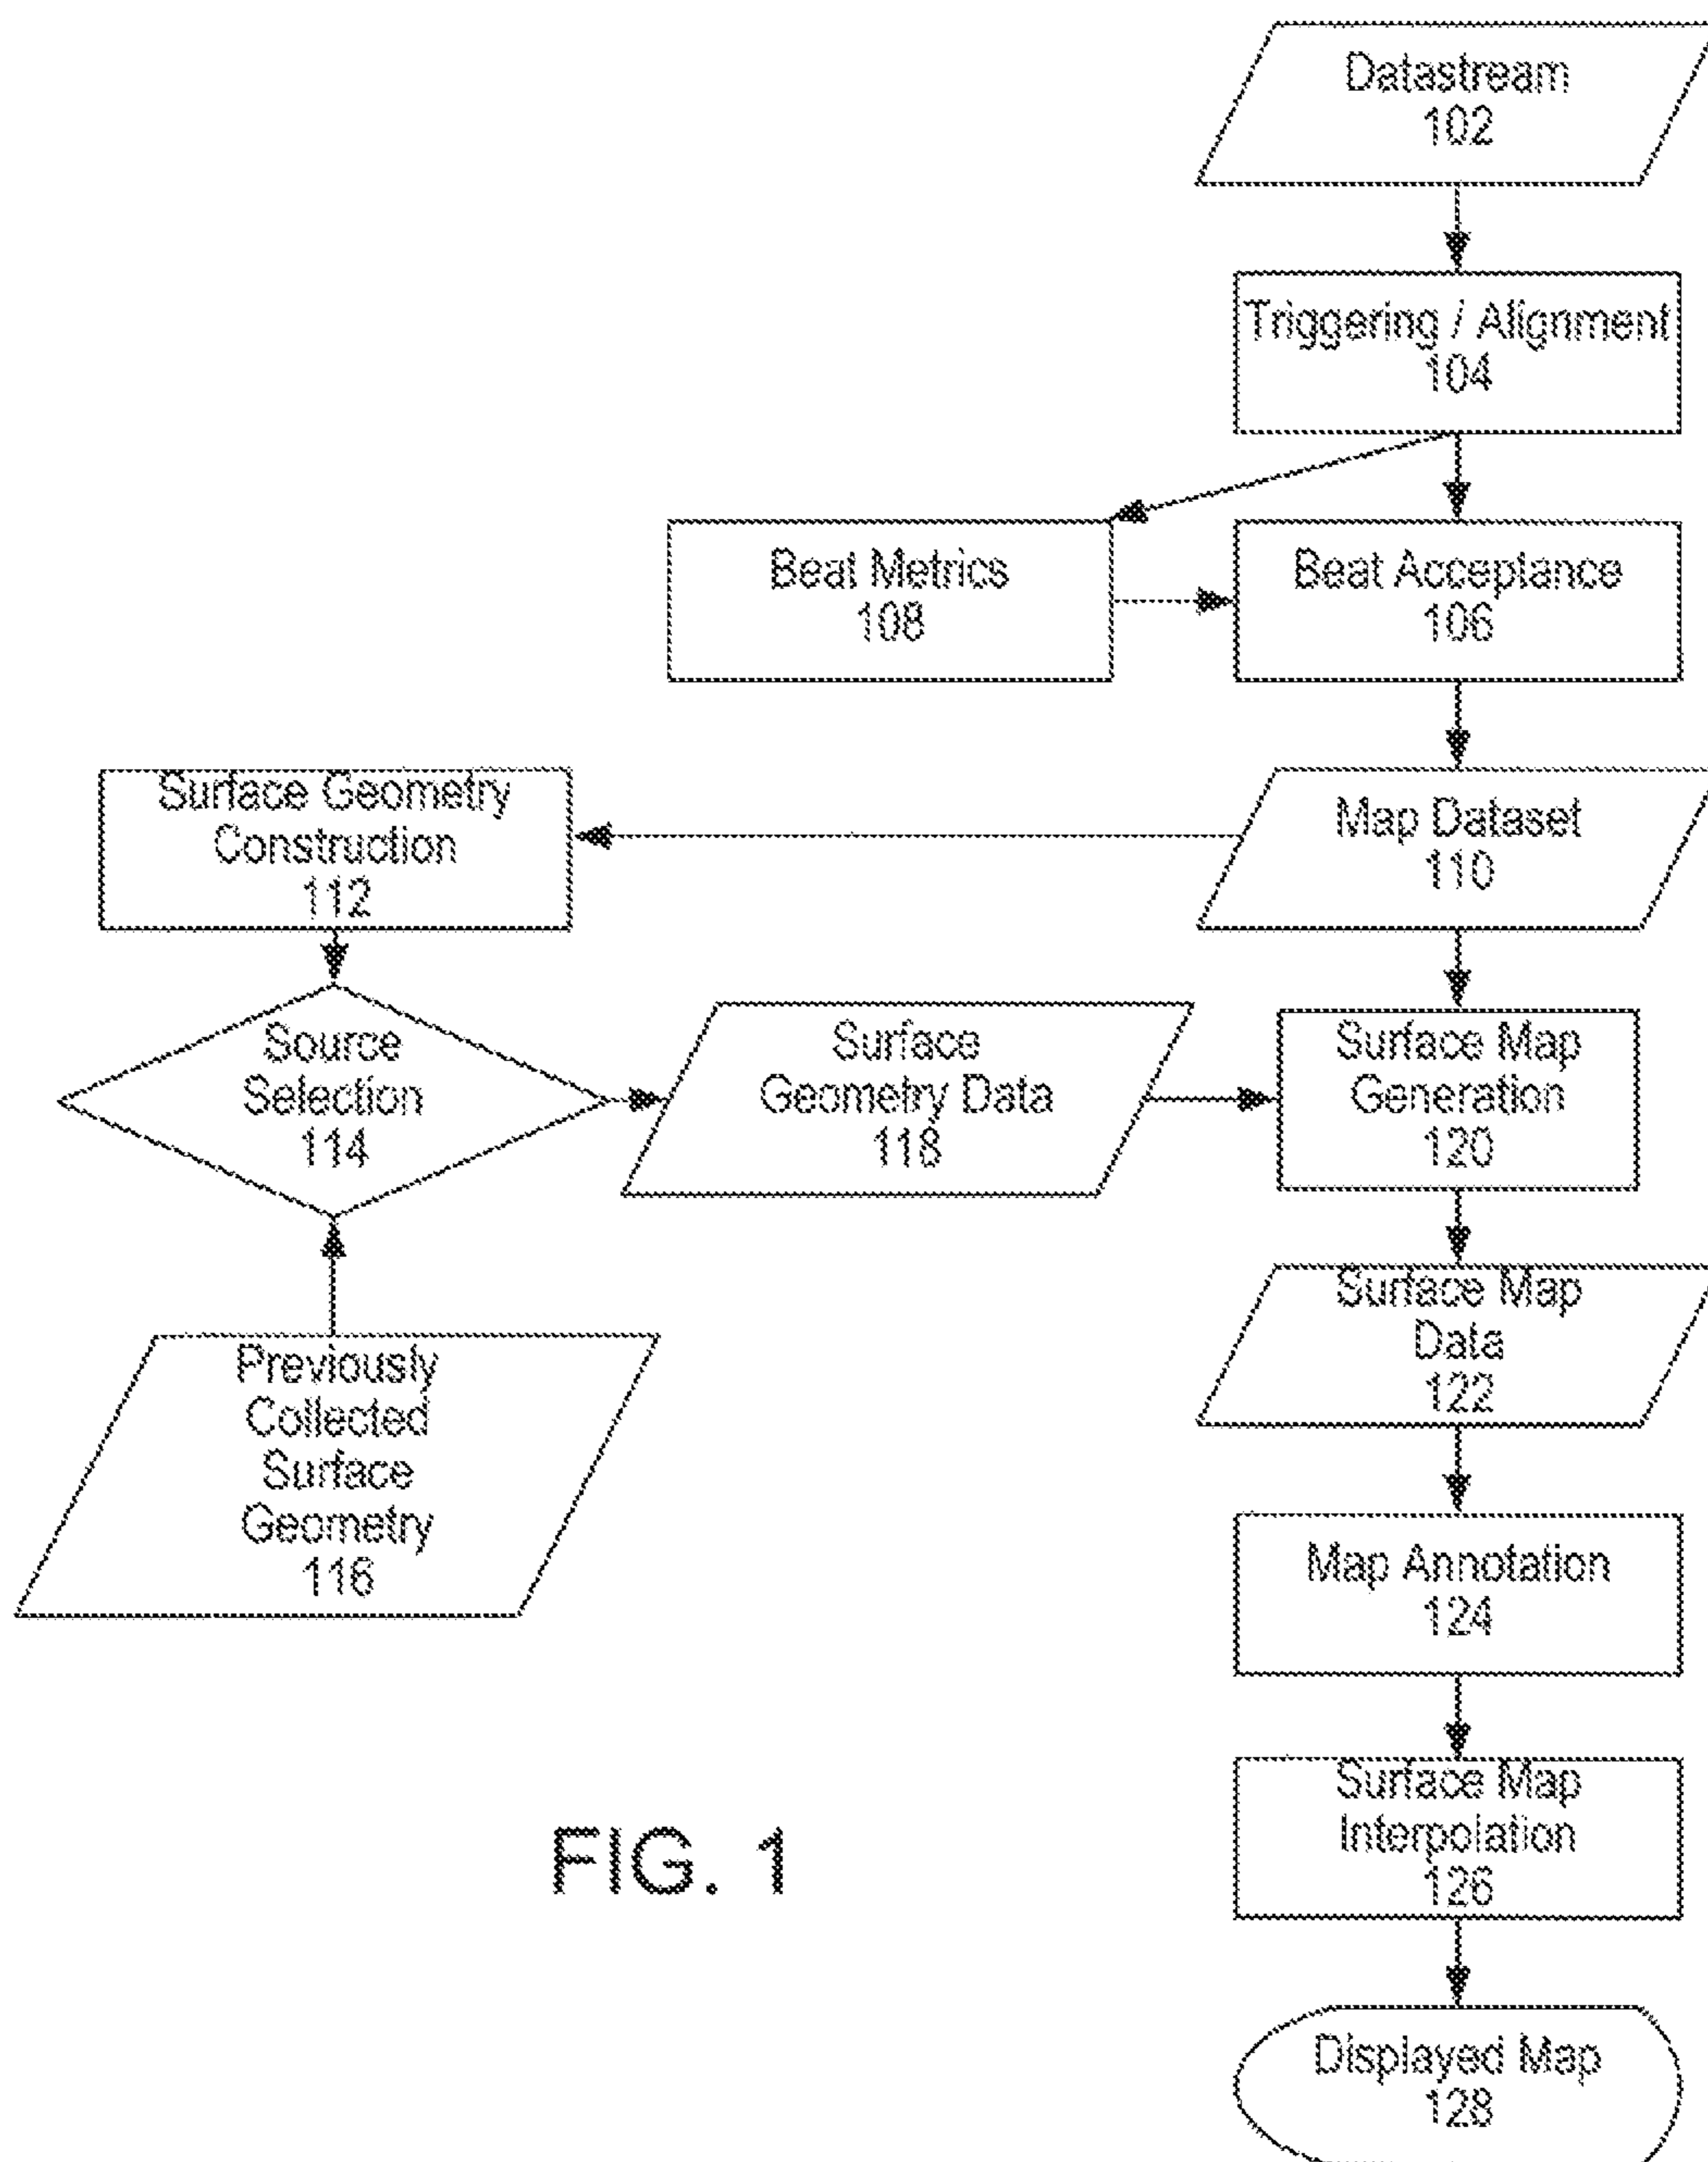 Datastream
102
Triggering / Alignment
104
Beat Metrics
108
Beat Acceptance
106
Surface Geometry
Construction
112
Map Dataset
110
Source
Selection
114
Surface
Geometry Data
118
Surface Map
Generation
120
Previously
Collected
Surface
Geometry
116
Surface Map
Data
122
Map Annotation
124
Surface Map
Interpolation
126
FIG. 1
Displayed Map
128